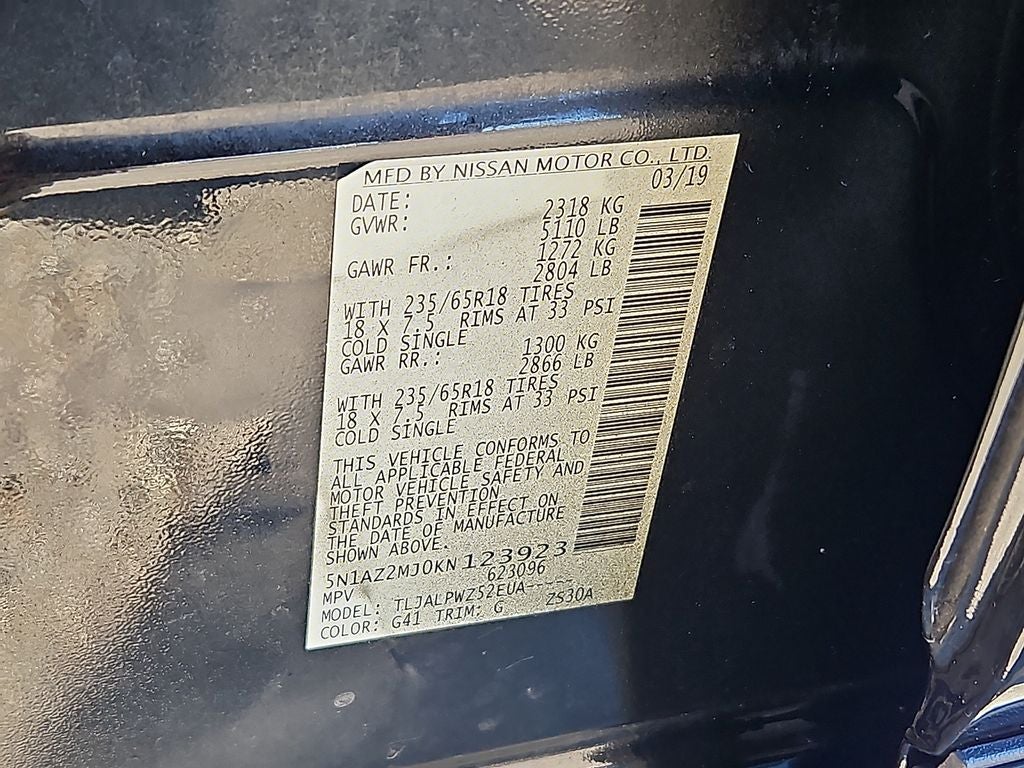 MFD BY NISSAN MOTOR CO., LTD.
DATE: 03/19
GVWR: 2318 KG
5110 LB
GAWR FR.: 1272 KG
2804 LB
WITH 235/65R18 TIRES
18 X 7.5 RIMS AT 33 PSI
COLD SINGLE
GAWR RR.: 1300 KG
2866 LB
WITH 235/65R18 TIRES
18 X 7.5 RIMS AT 33 PSI
COLD SINGLE
THIS VEHICLE CONFORMS TO
ALL APPLICABLE FEDERAL
MOTOR VEHICLE SAFETY AND
THEFT PREVENTION
STANDARDS IN EFFECT ON
THE DATE OF MANUFACTURE
SHOWN ABOVE.
5N1AZ2MJ0KN123923
MPV 623096
MODEL: TLJALPWZ52EUA-----
COLOR: G41 TRIM: G ZS30A